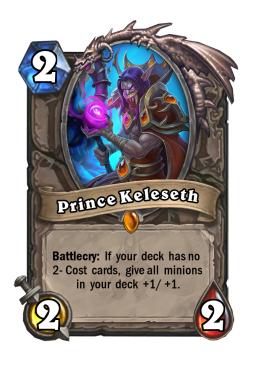 2
Prince Keleseth
Battlecry: If your deck has no
2- Cost cards, give all minions
in your deck +1/ +1.
2
2